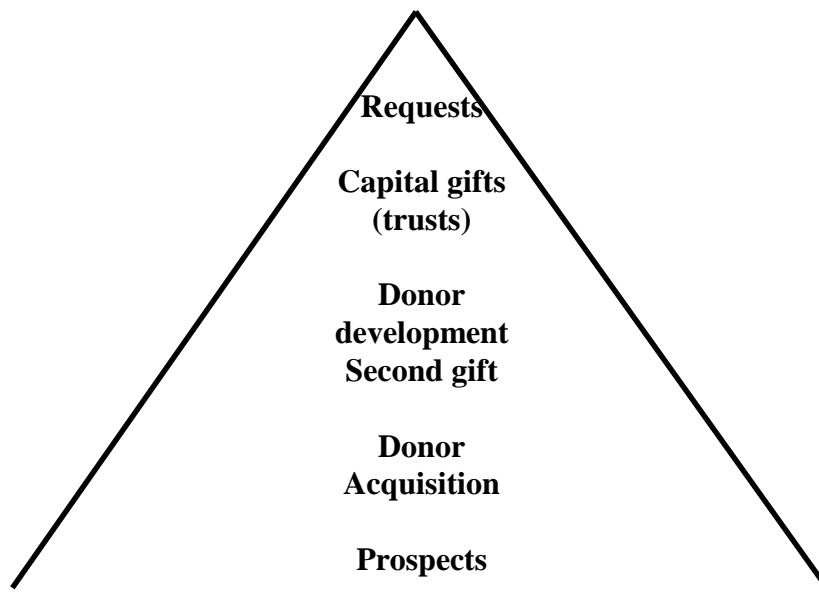 Requests
Capital gifts
(trusts)
Donor
development
Second gift
Donor
Acquisition
Prospects